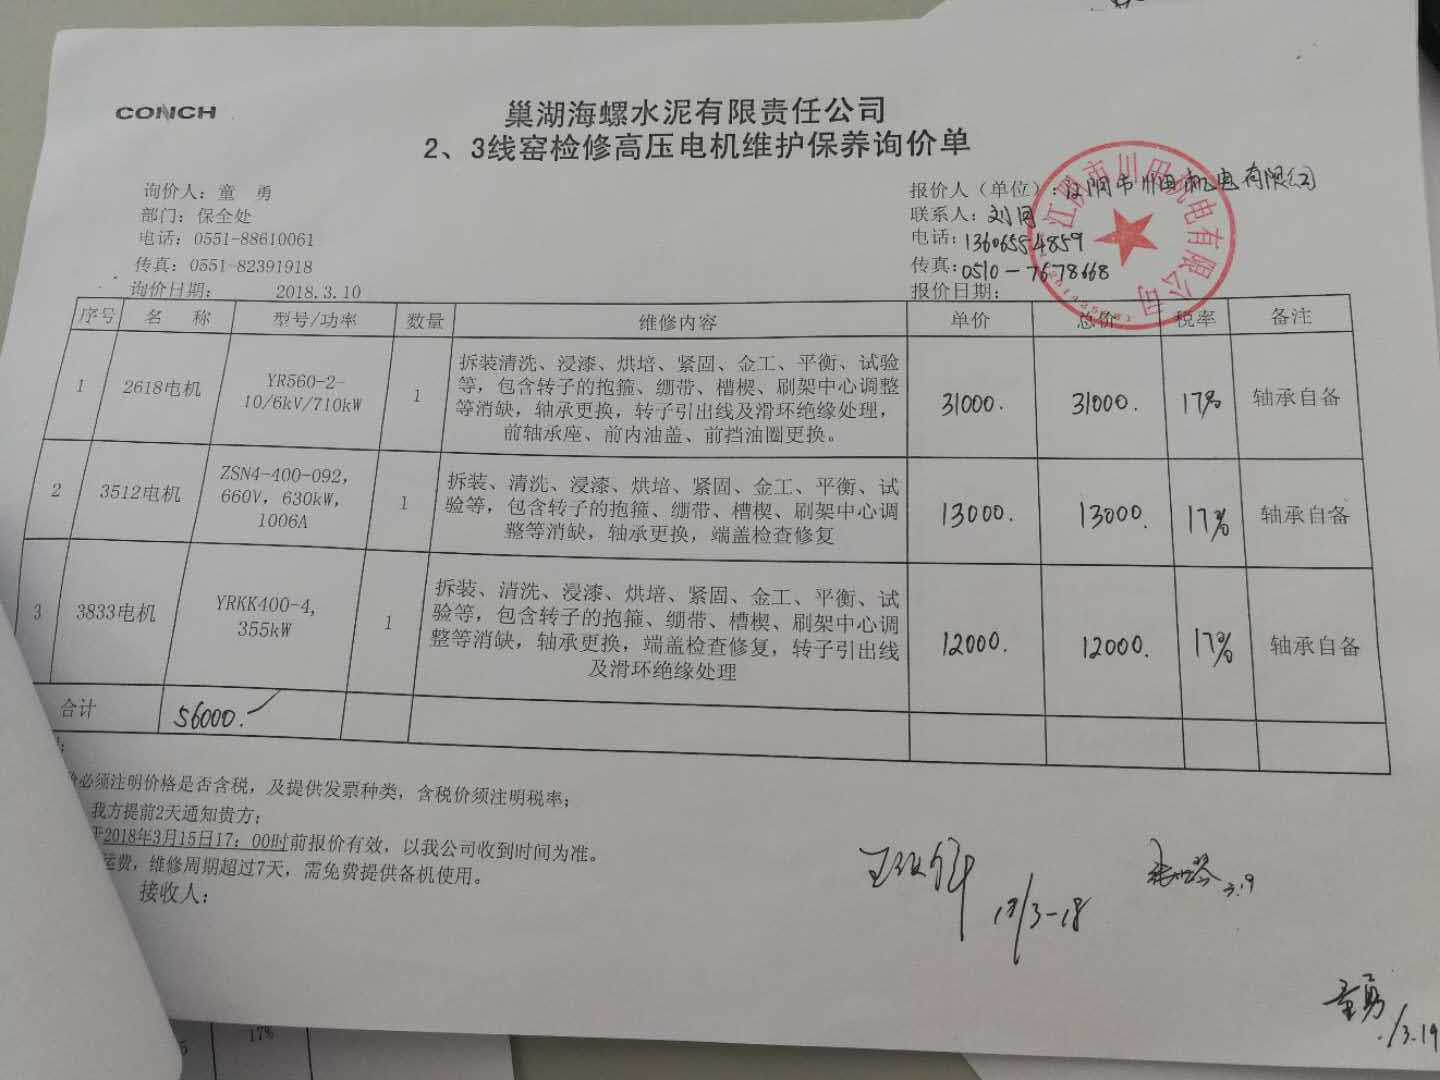 CONCH
巢湖海螺水泥有限责任公司
2、3线窑检修高压电机维护保养询价单
询价人：童 勇
部门：保全处
电话：0551-88610061
传真：0551-82391918
询价日期： 2018.3.10
报价人（单位）：江阴市川田机电有限公司
联系人：刘同
电话：13606554859
传真：0510-7678668
报价日期：
江阴市川田机电有限公司
序号 名 称 型号/功率 数量 维修内容 单价 总价 税率 备注
1 2618电机 YR560-2-10/6kV/710kW 1
拆装清洗、浸漆、烘培、紧固、金工、平衡、试验
等，包含转子的抱箍、绷带、槽楔、刷架中心调整
等消缺，轴承更换，转子引出线及滑环绝缘处理，
前轴承座、前内油盖、前挡油圈更换。
31000. 31000. 17% 轴承自备
2 3512电机 ZSN4-400-092，660V，630kW，1006A 1
拆装、清洗、浸漆、烘培、紧固、金工、平衡、试
验等，包含转子的抱箍、绷带、槽楔、刷架中心调
整等消缺，轴承更换，端盖检查修复
13000. 13000. 17% 轴承自备
3 3833电机 YRKK400-4，355kW 1
拆装、清洗、浸漆、烘培、紧固、金工、平衡、试
验等，包含转子的抱箍、绷带、槽楔、刷架中心调
整等消缺，轴承更换，端盖检查修复，转子引出线
及滑环绝缘处理
12000. 12000. 17% 轴承自备
合计 56000.
价必须注明价格是否含税，及提供发票种类，含税价须注明税率；
我方提前2天通知贵方；
于2018年3月15日17：00时前报价有效，以我公司收到时间为准。
运费，维修周期超过7天，需免费提供备机使用。
接收人：
18/3-18
3.19
童勇
/3.19
5 17%